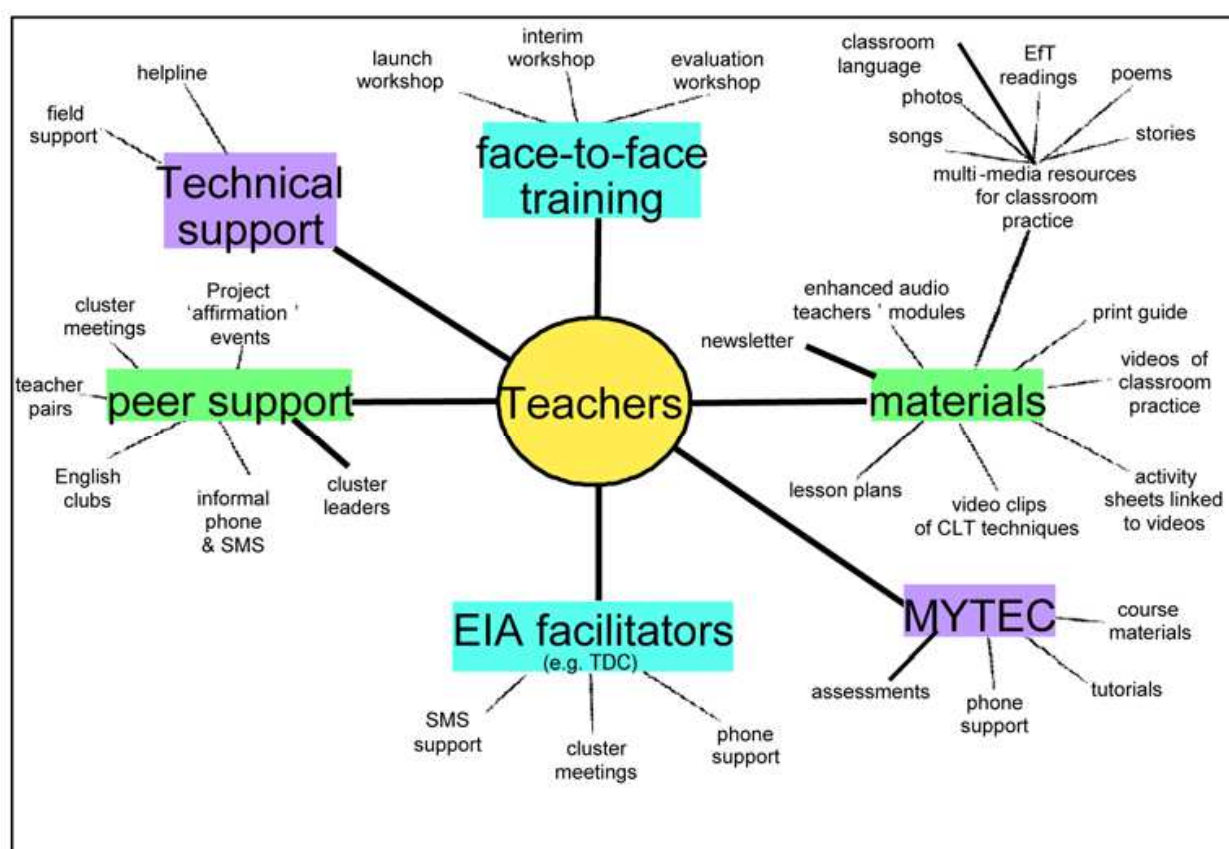 helpline
field
support
Technical
support
launch
workshop
interim
workshop
evaluation
workshop
face-to-face
training
classroom
language
EfT
readings
poems
photos
songs
stories
multi-media resources
for classroom
practice
cluster
meetings
Project
‘affirmation’
events
teacher
pairs
peer support
English
clubs
informal
phone
& SMS
cluster
leaders
Teachers
newsletter
enhanced audio
teachers’ modules
print guide
videos of
classroom
practice
materials
lesson plans
video clips
of CLT techniques
activity
sheets linked
to videos
EIA facilitators
(e.g. TDC)
SMS
support
cluster
meetings
phone
support
MYTEC
course
materials
assessments
phone
support
tutorials